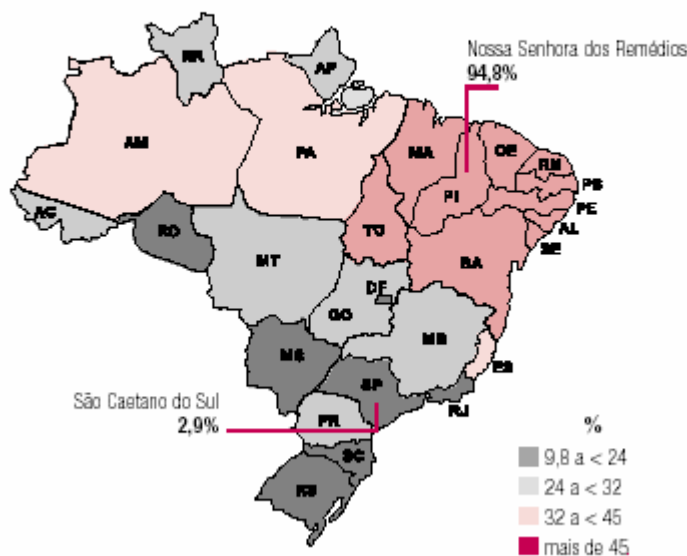 Nossa Senhora dos Remédios
94,8%
RR
AP
AM
PA
MA
CE
RN
PB
PE
AL
SE
PI
TO
BA
AC
RO
MT
DF
GO
MG
ES
MS
SP
RJ
São Caetano do Sul
2,9%
PR
SC
RS
%
9,8 a < 24
24 a < 32
32 a < 45
mais de 45